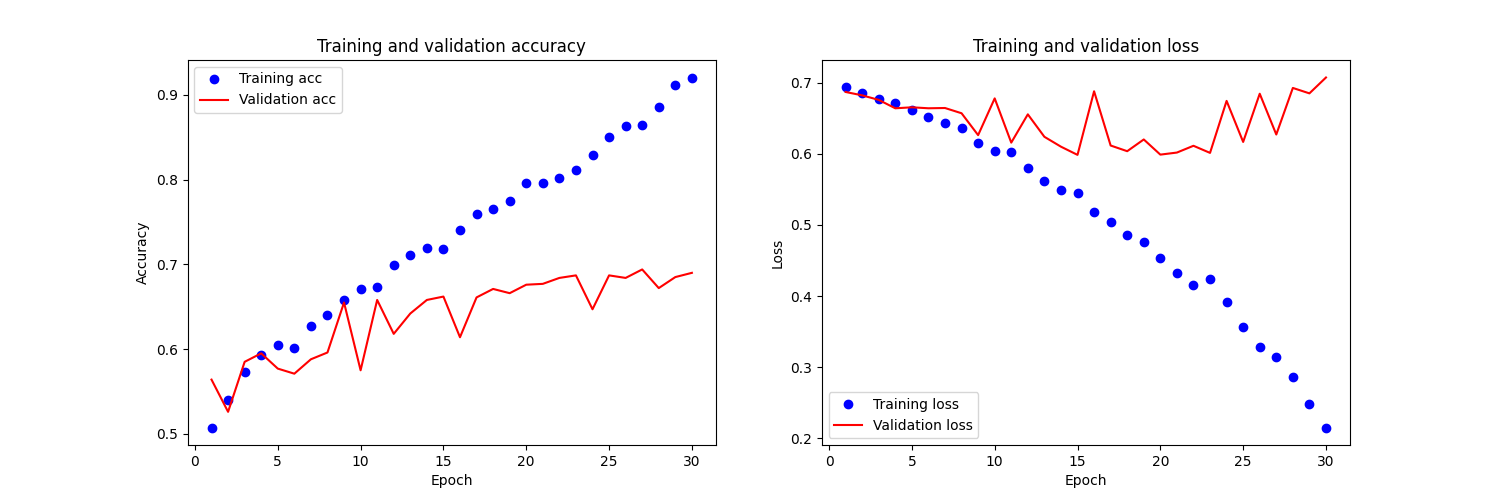 Training and validation accuracy
Training acc
Validation acc
Accuracy
0.9
0.8
0.7
0.6
0.5
0 5 10 15 20 25 30
Epoch
Training and validation loss
Loss
0.7
0.6
0.5
0.4
0.3
0.2
Training loss
Validation loss
0 5 10 15 20 25 30
Epoch